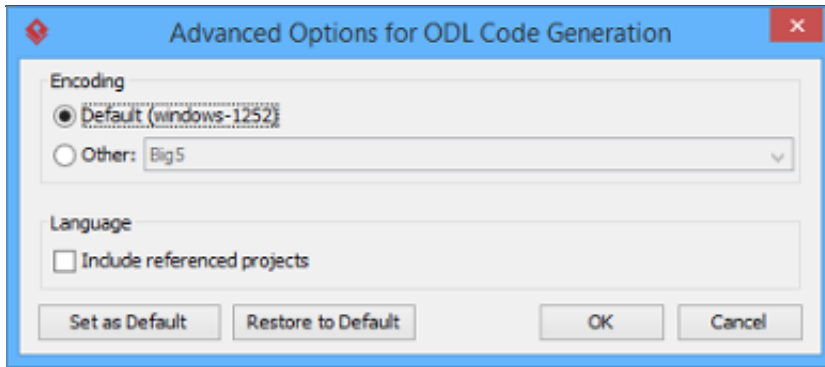 Advanced Options for ODL Code Generation
Encoding
Default (windows-1252)
Other: Big5
Language
Include referenced projects
Set as Default Restore to Default OK Cancel